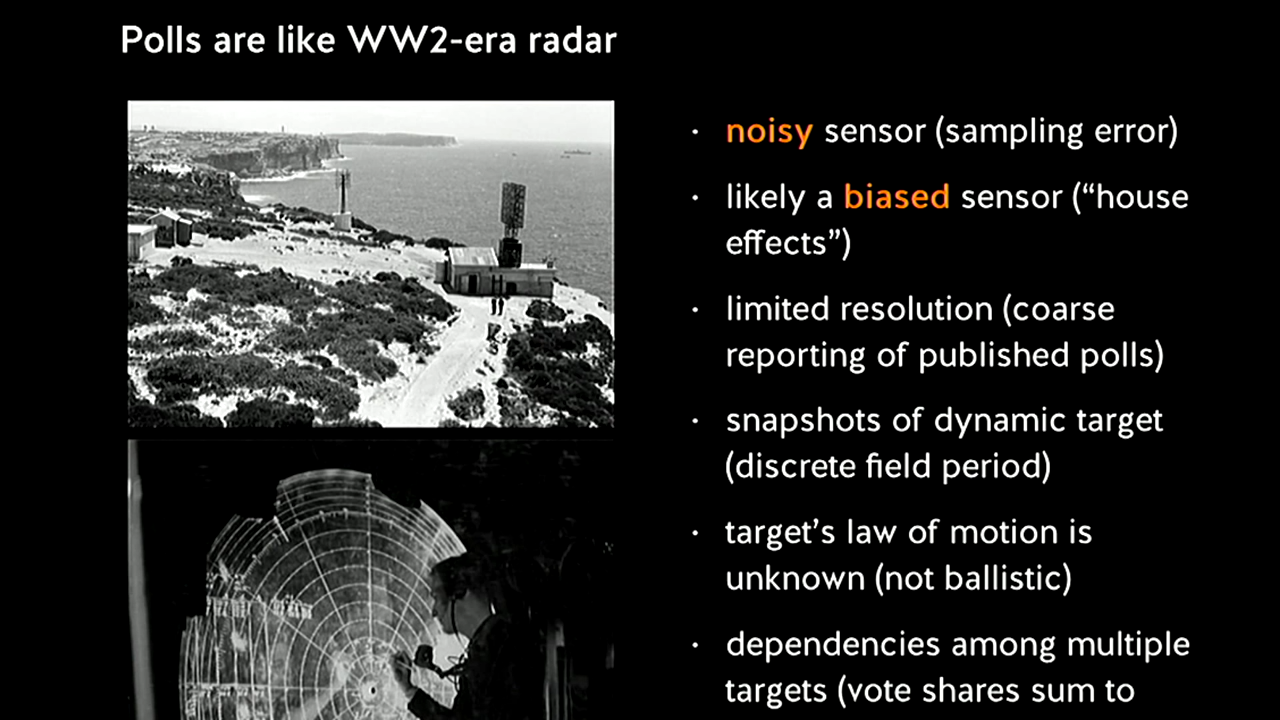 Polls are like WW2-era radar
· noisy sensor (sampling error)
· likely a biased sensor (“house
effects”)
· limited resolution (coarse
reporting of published polls)
· snapshots of dynamic target
(discrete field period)
· target’s law of motion is
unknown (not ballistic)
· dependencies among multiple
targets (vote shares sum to